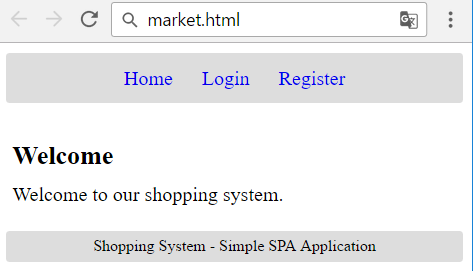 market.html
Home Login Register
Welcome
Welcome to our shopping system.
Shopping System - Simple SPA Application